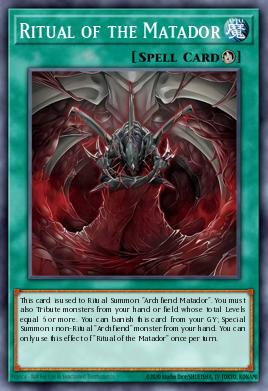 Ritual of the Matador
[Spell Card]
This card is used to Ritual Summon "Archfiend Matador". You must
also Tribute monsters from your hand or field whose total Levels
equal 6 or more. You can banish this card from your GY; Special
Summon 1 non-Ritual "Archfiend" monster from your hand. You can
only use this effect of "Ritual of the Matador" once per turn.